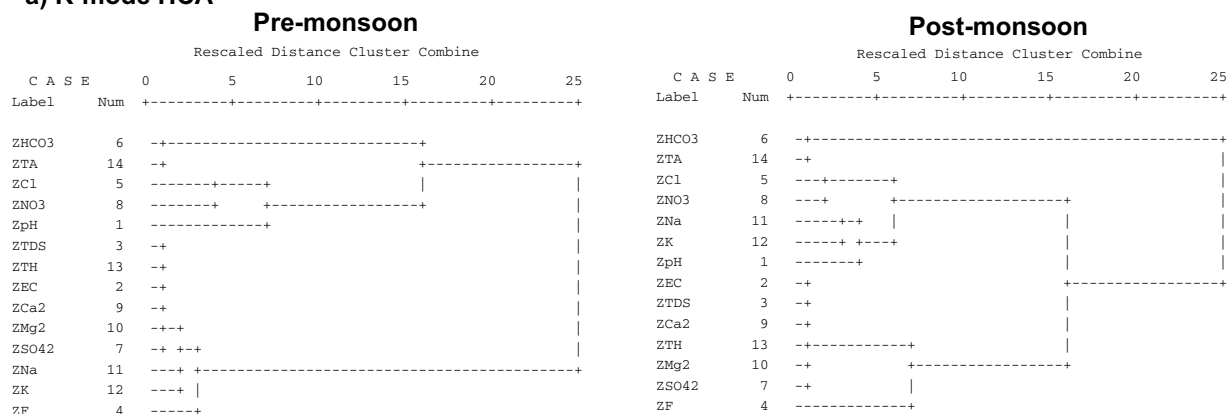 a) R-mode HCA
Pre-monsoon
Rescaled Distance Cluster Combine
C A S E 0 5 10 15 20 25
Label Num +---------+---------+---------+---------+---------+
ZHCO3 6
ZTA 14
ZCl 5
ZNO3 8
ZpH 1
ZTDS 3
ZTH 13
ZEC 2
ZCa2 9
ZMg2 10
ZSO42 7
ZNa 11
ZK 12
ZF 4
Post-monsoon
Rescaled Distance Cluster Combine
C A S E 0 5 10 15 20 25
Label Num +---------+---------+---------+---------+---------+
ZHCO3 6
ZTA 14
ZCl 5
ZNO3 8
ZNa 11
ZK 12
ZpH 1
ZEC 2
ZTDS 3
ZCa2 9
ZTH 13
ZMg2 10
ZSO42 7
ZF 4